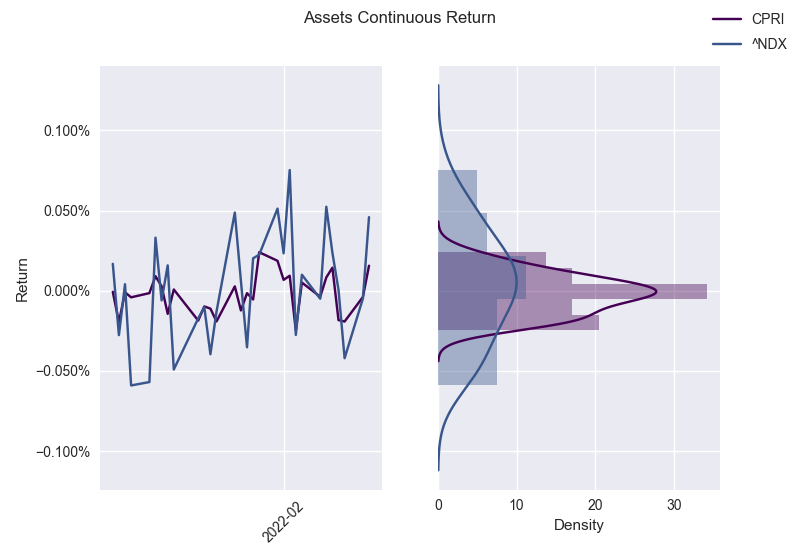 Assets Continuous Return
CPRI
^NDX
0.100%
0.050%
0.000%
−0.050%
−0.100%
Return
2022-02
0 10 20 30
Density